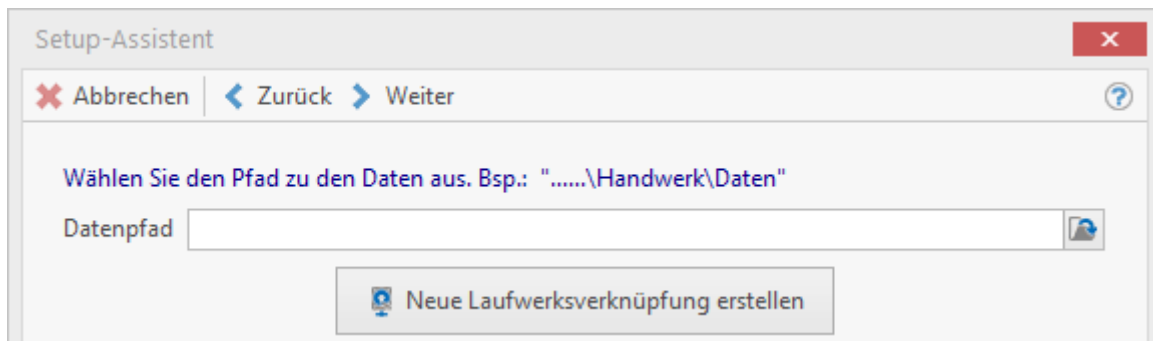 Setup-Assistent
Abbrechen Zurück Weiter
Wählen Sie den Pfad zu den Daten aus. Bsp.: "......\Handwerk\Daten"
Datenpfad
Neue Laufwerksverknüpfung erstellen